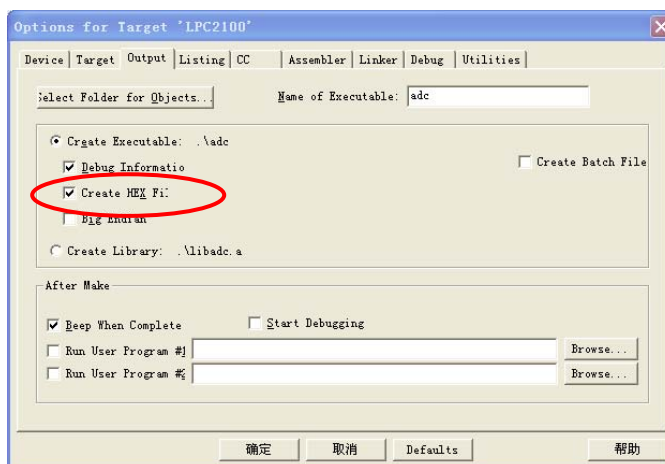 Options for Target 'LPC2100'
Device Target Output Listing CC Assembler Linker Debug Utilities
Select Folder for Objects... Name of Executable: adc
Create Executable: .\adc
Debug Informatio
Create Batch File
Create HEX Fi
Big Endian
Create Library: .\libadc.a
After Make
Beep When Complete Start Debugging
Run User Program #1 Browse...
Run User Program #2 Browse...
确定 取消 Defaults 帮助